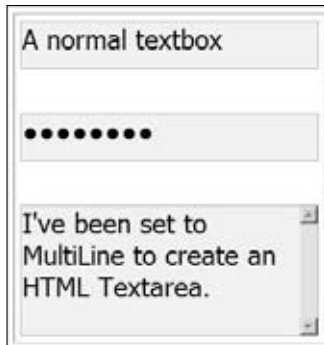 A normal textbox
●●●●●●●●
I've been set to
MultiLine to create an
HTML Textarea.